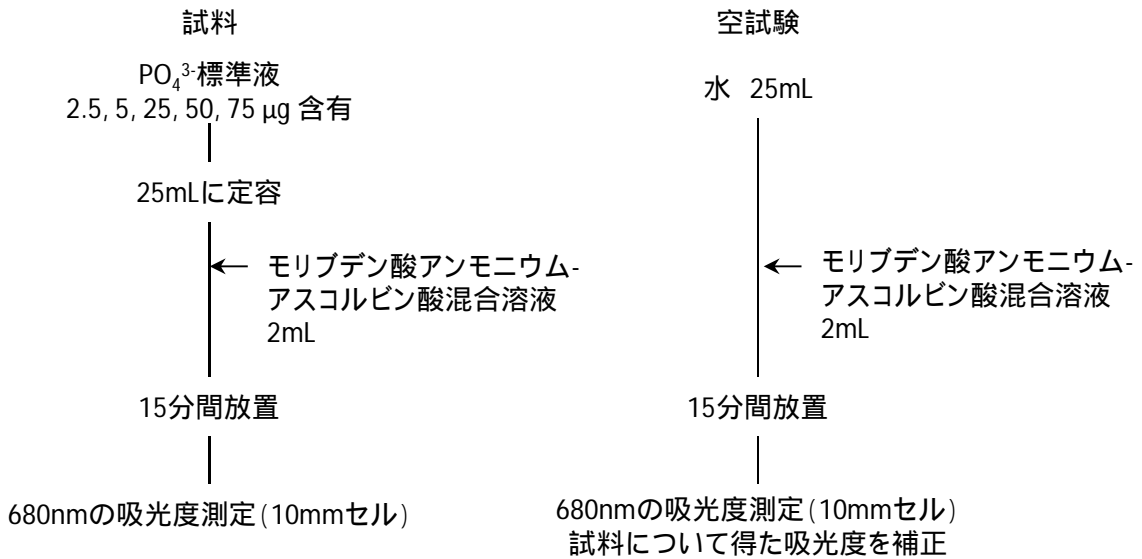 試料
PO₄³⁻標準液
2.5, 5, 25, 50, 75 µg 含有
25mLに定容
モリブデン酸アンモニウム-
アスコルビン酸混合溶液
2mL
15分間放置
680nmの吸光度測定(10mmセル)
空試験
水 25mL
モリブデン酸アンモニウム-
アスコルビン酸混合溶液
2mL
15分間放置
680nmの吸光度測定(10mmセル)
試料について得た吸光度を補正